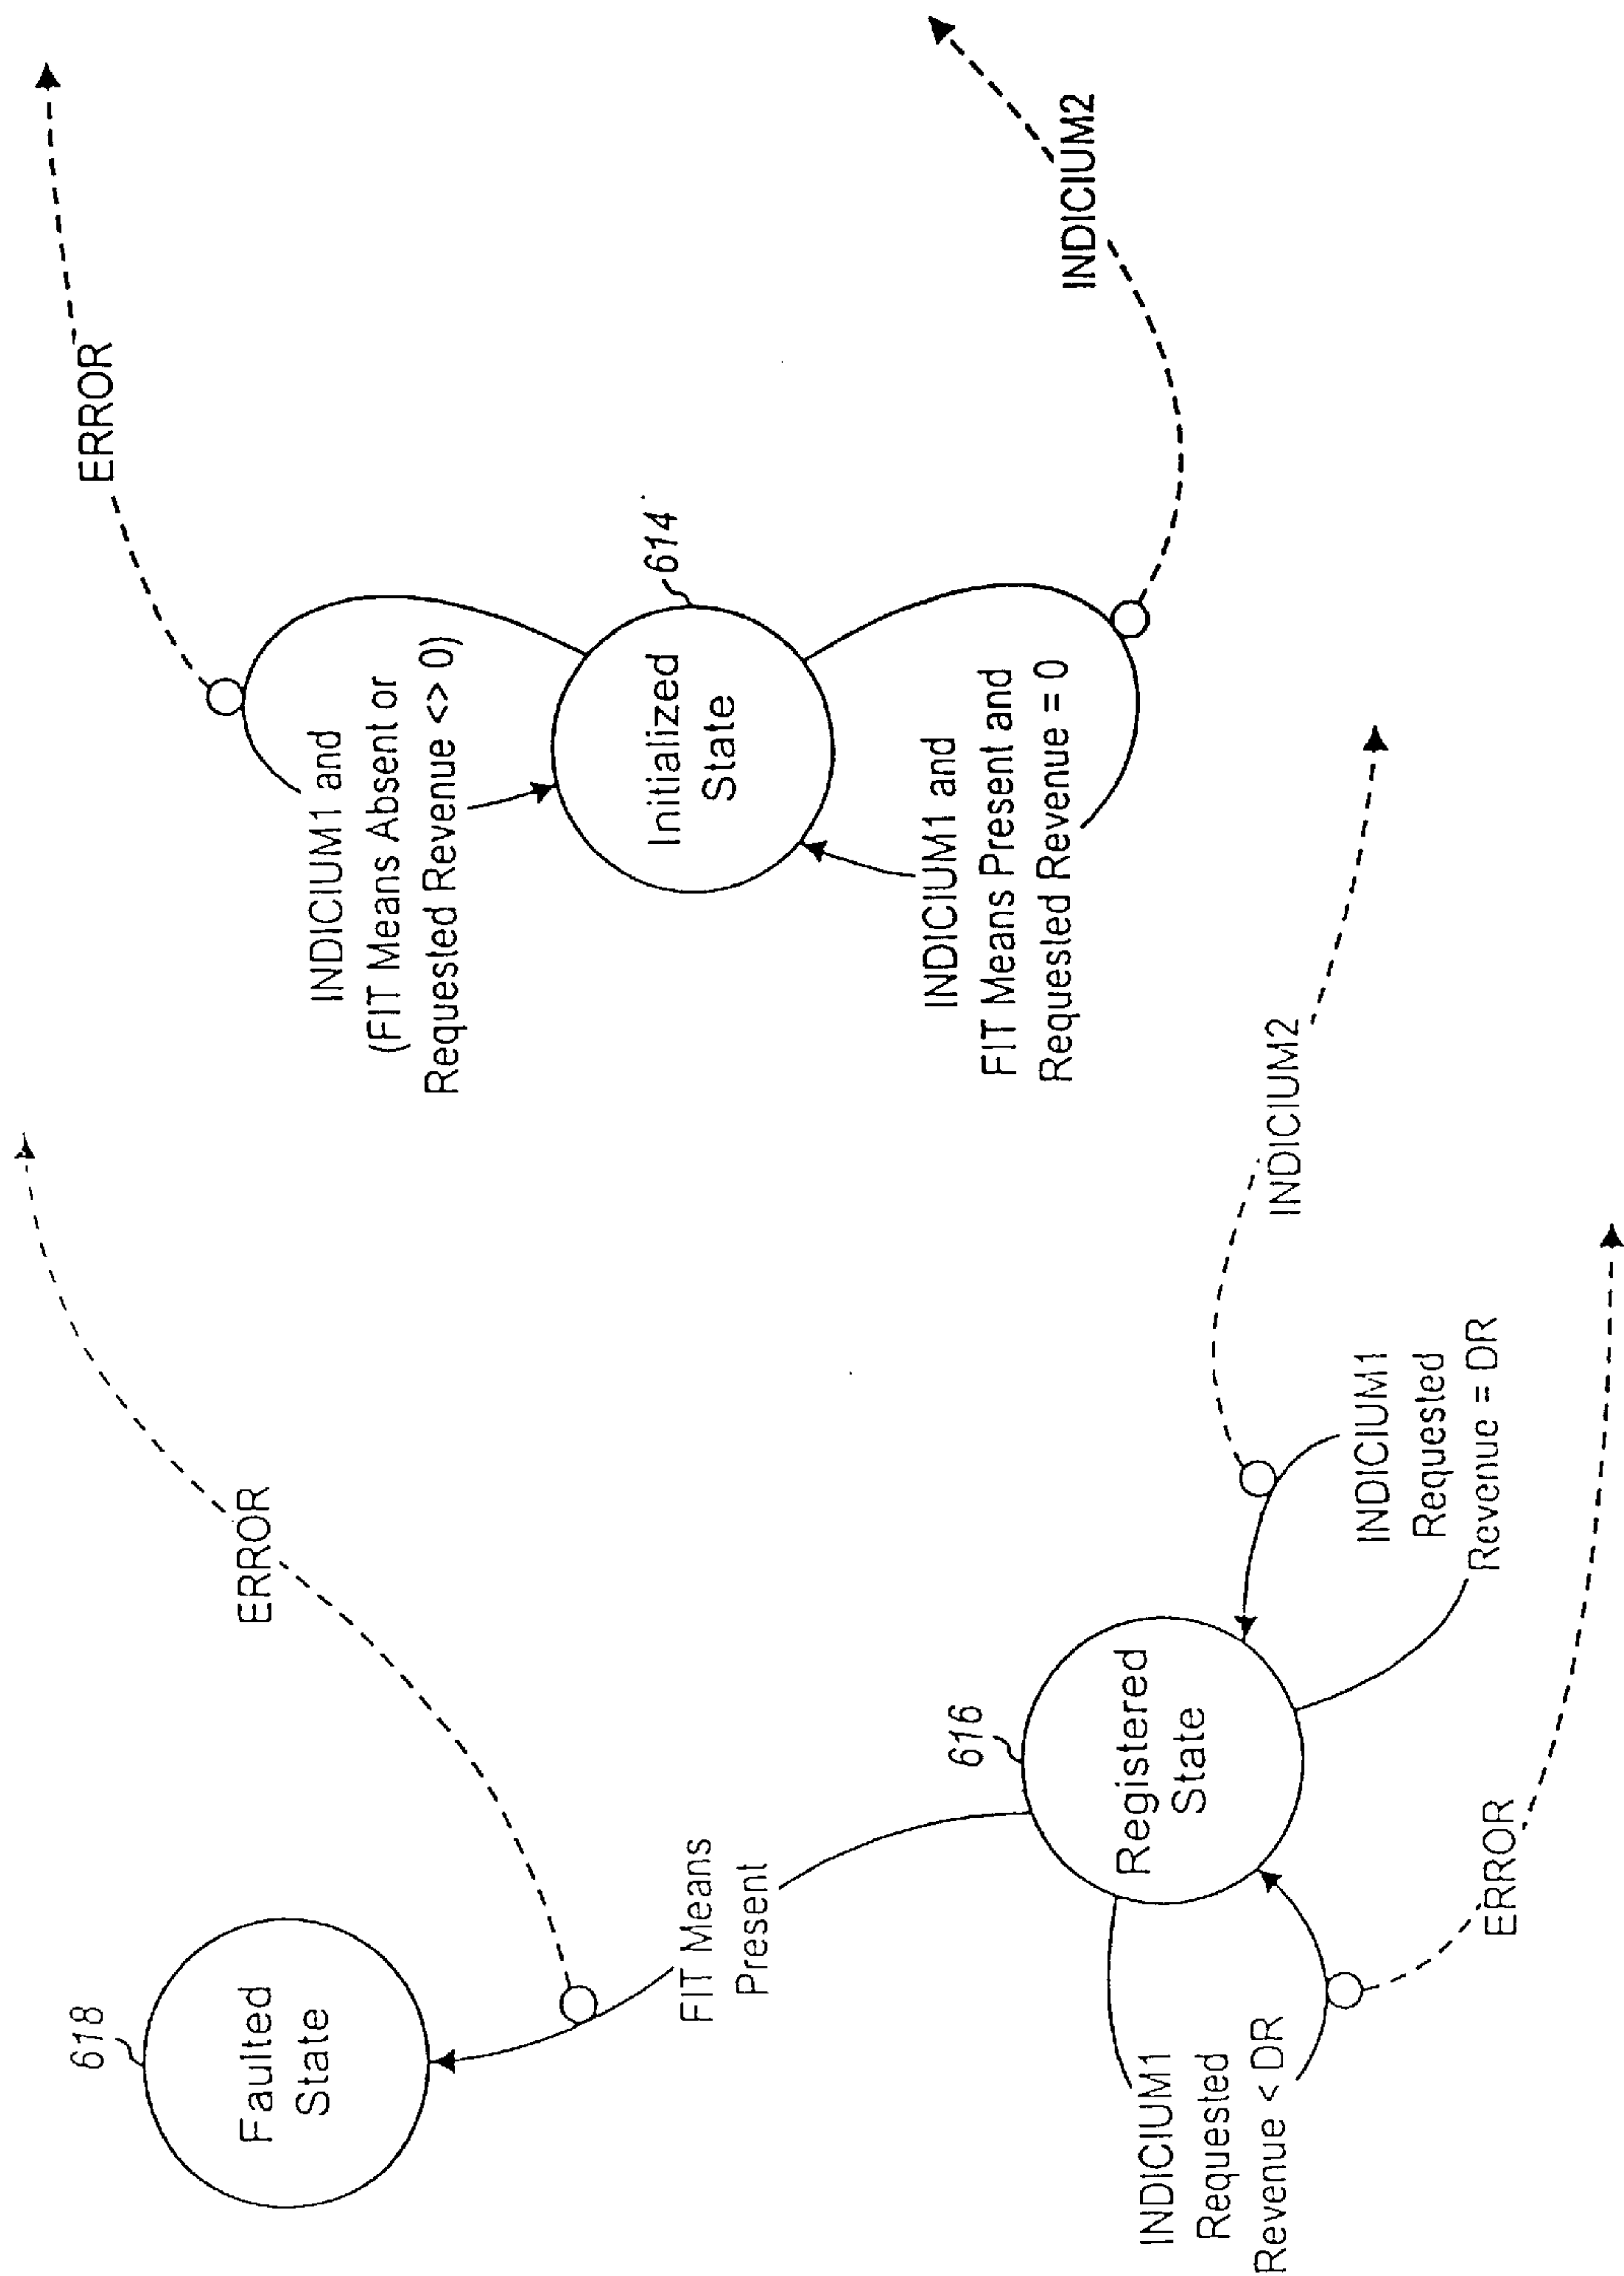 618
Faulted
State
ERROR
FIT Means
Present
616
Registered
State
INDICIUM1
Requested
Revenue < DR
ERROR
INDICIUM1
Requested
Revenue = DR
INDICIUM2
ERROR
INDICIUM1 and
(FIT Means Absent or
Requested Revenue <> 0)
614
Initialized
State
INDICIUM1 and
FIT Means Present and
Requested Revenue = 0
INDICIUM2